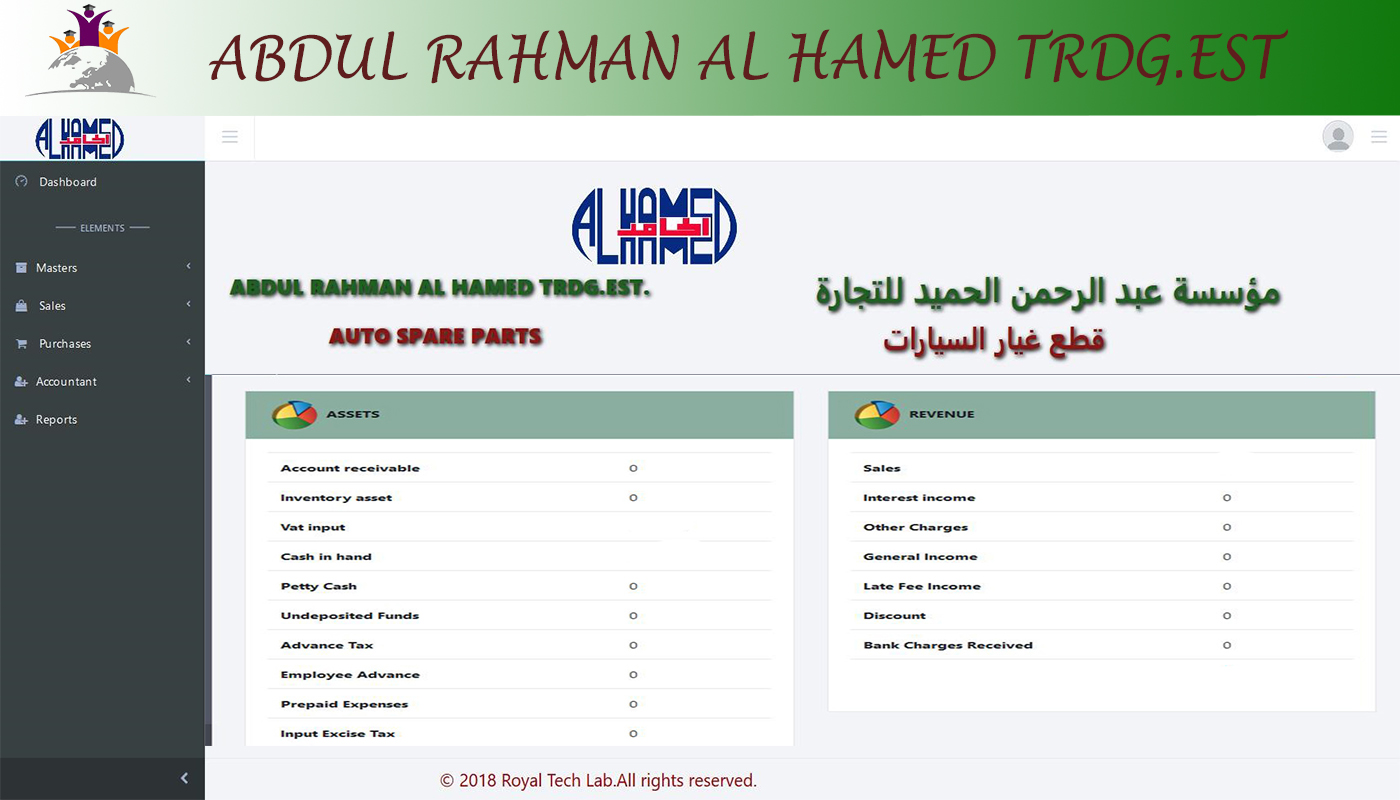 ABDUL RAHMAN AL HAMED TRDG.EST
ALHAMED
الحامد
Dashboard
ELEMENTS
Masters
Sales
Purchases
Accountant
Reports
ALHAMED
الحامد
ABDUL RAHMAN AL HAMED TRDG.EST.
مؤسسة عبد الرحمن الحميد للتجارة
AUTO SPARE PARTS
قطع غيار السيارات
ASSETS
Account receivable 0
Inventory asset 0
Vat input
Cash in hand
Petty Cash 0
Undeposited Funds 0
Advance Tax 0
Employee Advance 0
Prepaid Expenses 0
Input Excise Tax 0
REVENUE
Sales
Interest income 0
Other Charges 0
General Income 0
Late Fee Income 0
Discount 0
Bank Charges Received 0
© 2018 Royal Tech Lab.All rights reserved.